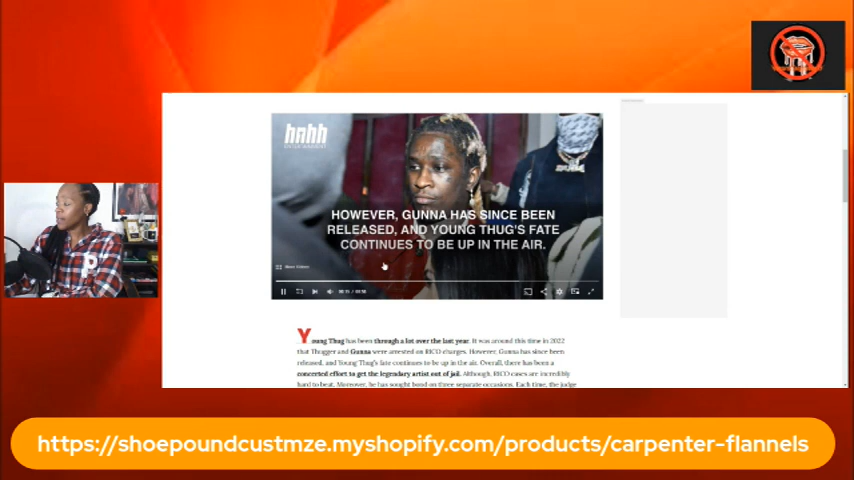 hnhh
ENTERTAINMENT
HOWEVER, GUNNA HAS SINCE BEEN
RELEASED, AND YOUNG THUG'S FATE
CONTINUES TO BE UP IN THE AIR.
Young Thug has been through a lot over the last year. It was around this time in 2022
that Thugger and Gunna were arrested on RICO charges. However, Gunna has since been
released, and Young Thug's fate continues to be up in the air. Overall, there has been a
concerted effort to get the legendary artist out of jail. Although, RICO cases are incredibly
hard to beat. Moreover, he has sought bond on three separate occasions. Each time, the judge
P
https://shoepoundcustmze.myshopify.com/products/carpenter-flannels